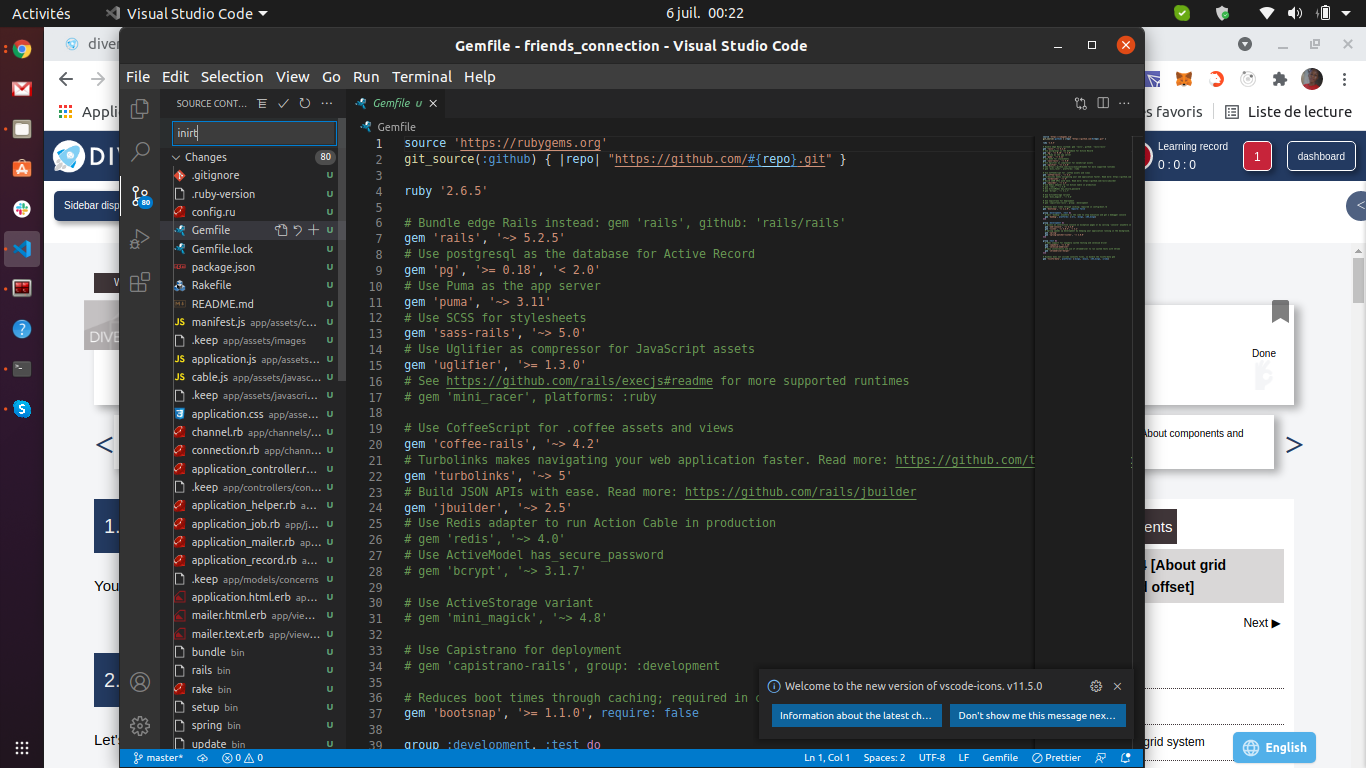 Activités
Visual Studio Code
6 juil. 00:22
Gemfile - friends_connection - Visual Studio Code
File Edit Selection View Go Run Terminal Help
SOURCE CONT...
inirt
Changes 80
.gitignore U
.ruby-version U
config.ru U
Gemfile U
Gemfile.lock U
package.json U
Rakefile U
README.md U
manifest.js app/assets/c... U
.keep app/assets/images U
application.js app/assets... U
cable.js app/assets/javasc... U
.keep app/assets/javascri... U
application.css app/asse... U
channel.rb app/channels/... U
connection.rb app/chann... U
application_controller.r... U
.keep app/controllers/con... U
application_helper.rb a... U
application_job.rb app/j... U
application_mailer.rb a... U
application_record.rb a... U
.keep app/models/concerns U
application.html.erb ap... U
mailer.html.erb app/vie... U
mailer.text.erb app/view... U
bundle bin U
rails bin U
rake bin U
setup bin U
spring bin U
update bin U
80
Gemfile U
Gemfile
1 source 'https://rubygems.org'
2 git_source(:github) { |repo| "https://github.com/#{repo}.git" }
3
4 ruby '2.6.5'
5
6 # Bundle edge Rails instead: gem 'rails', github: 'rails/rails'
7 gem 'rails', '~> 5.2.5'
8 # Use postgresql as the database for Active Record
9 gem 'pg', '>= 0.18', '< 2.0'
10 # Use Puma as the app server
11 gem 'puma', '~> 3.11'
12 # Use SCSS for stylesheets
13 gem 'sass-rails', '~> 5.0'
14 # Use Uglifier as compressor for JavaScript assets
15 gem 'uglifier', '>= 1.3.0'
16 # See https://github.com/rails/execjs#readme for more supported runtimes
17 # gem 'mini_racer', platforms: :ruby
18
19 # Use CoffeeScript for .coffee assets and views
20 gem 'coffee-rails', '~> 4.2'
21 # Turbolinks makes navigating your web application faster. Read more: https://github.com/t
22 gem 'turbolinks', '~> 5'
23 # Build JSON APIs with ease. Read more: https://github.com/rails/jbuilder
24 gem 'jbuilder', '~> 2.5'
25 # Use Redis adapter to run Action Cable in production
26 # gem 'redis', '~> 4.0'
27 # Use ActiveModel has_secure_password
28 # gem 'bcrypt', '~> 3.1.7'
29
30 # Use ActiveStorage variant
31 # gem 'mini_magick', '~> 4.8'
32
33 # Use Capistrano for deployment
34 # gem 'capistrano-rails', group: :development
35
36 # Reduces boot times through caching; required in c
37 gem 'bootsnap', '>= 1.1.0', require: false
38
39 group :development, :test do
Welcome to the new version of vscode-icons. v11.5.0
Information about the latest ch...
Don't show me this message nex...
master*
0 0
Ln 1, Col 1 Spaces: 2 UTF-8 LF Gemfile Prettier
diver
Appli
DIV
Sidebar disp
W
DIVE
<
1.
You
2.
Let's
es favoris
Liste de lecture
Learning record
0 : 0 : 0
1
dashboard
<
Done
About components and
>
ents
[About grid
offset]
Next ▶
grid system
English